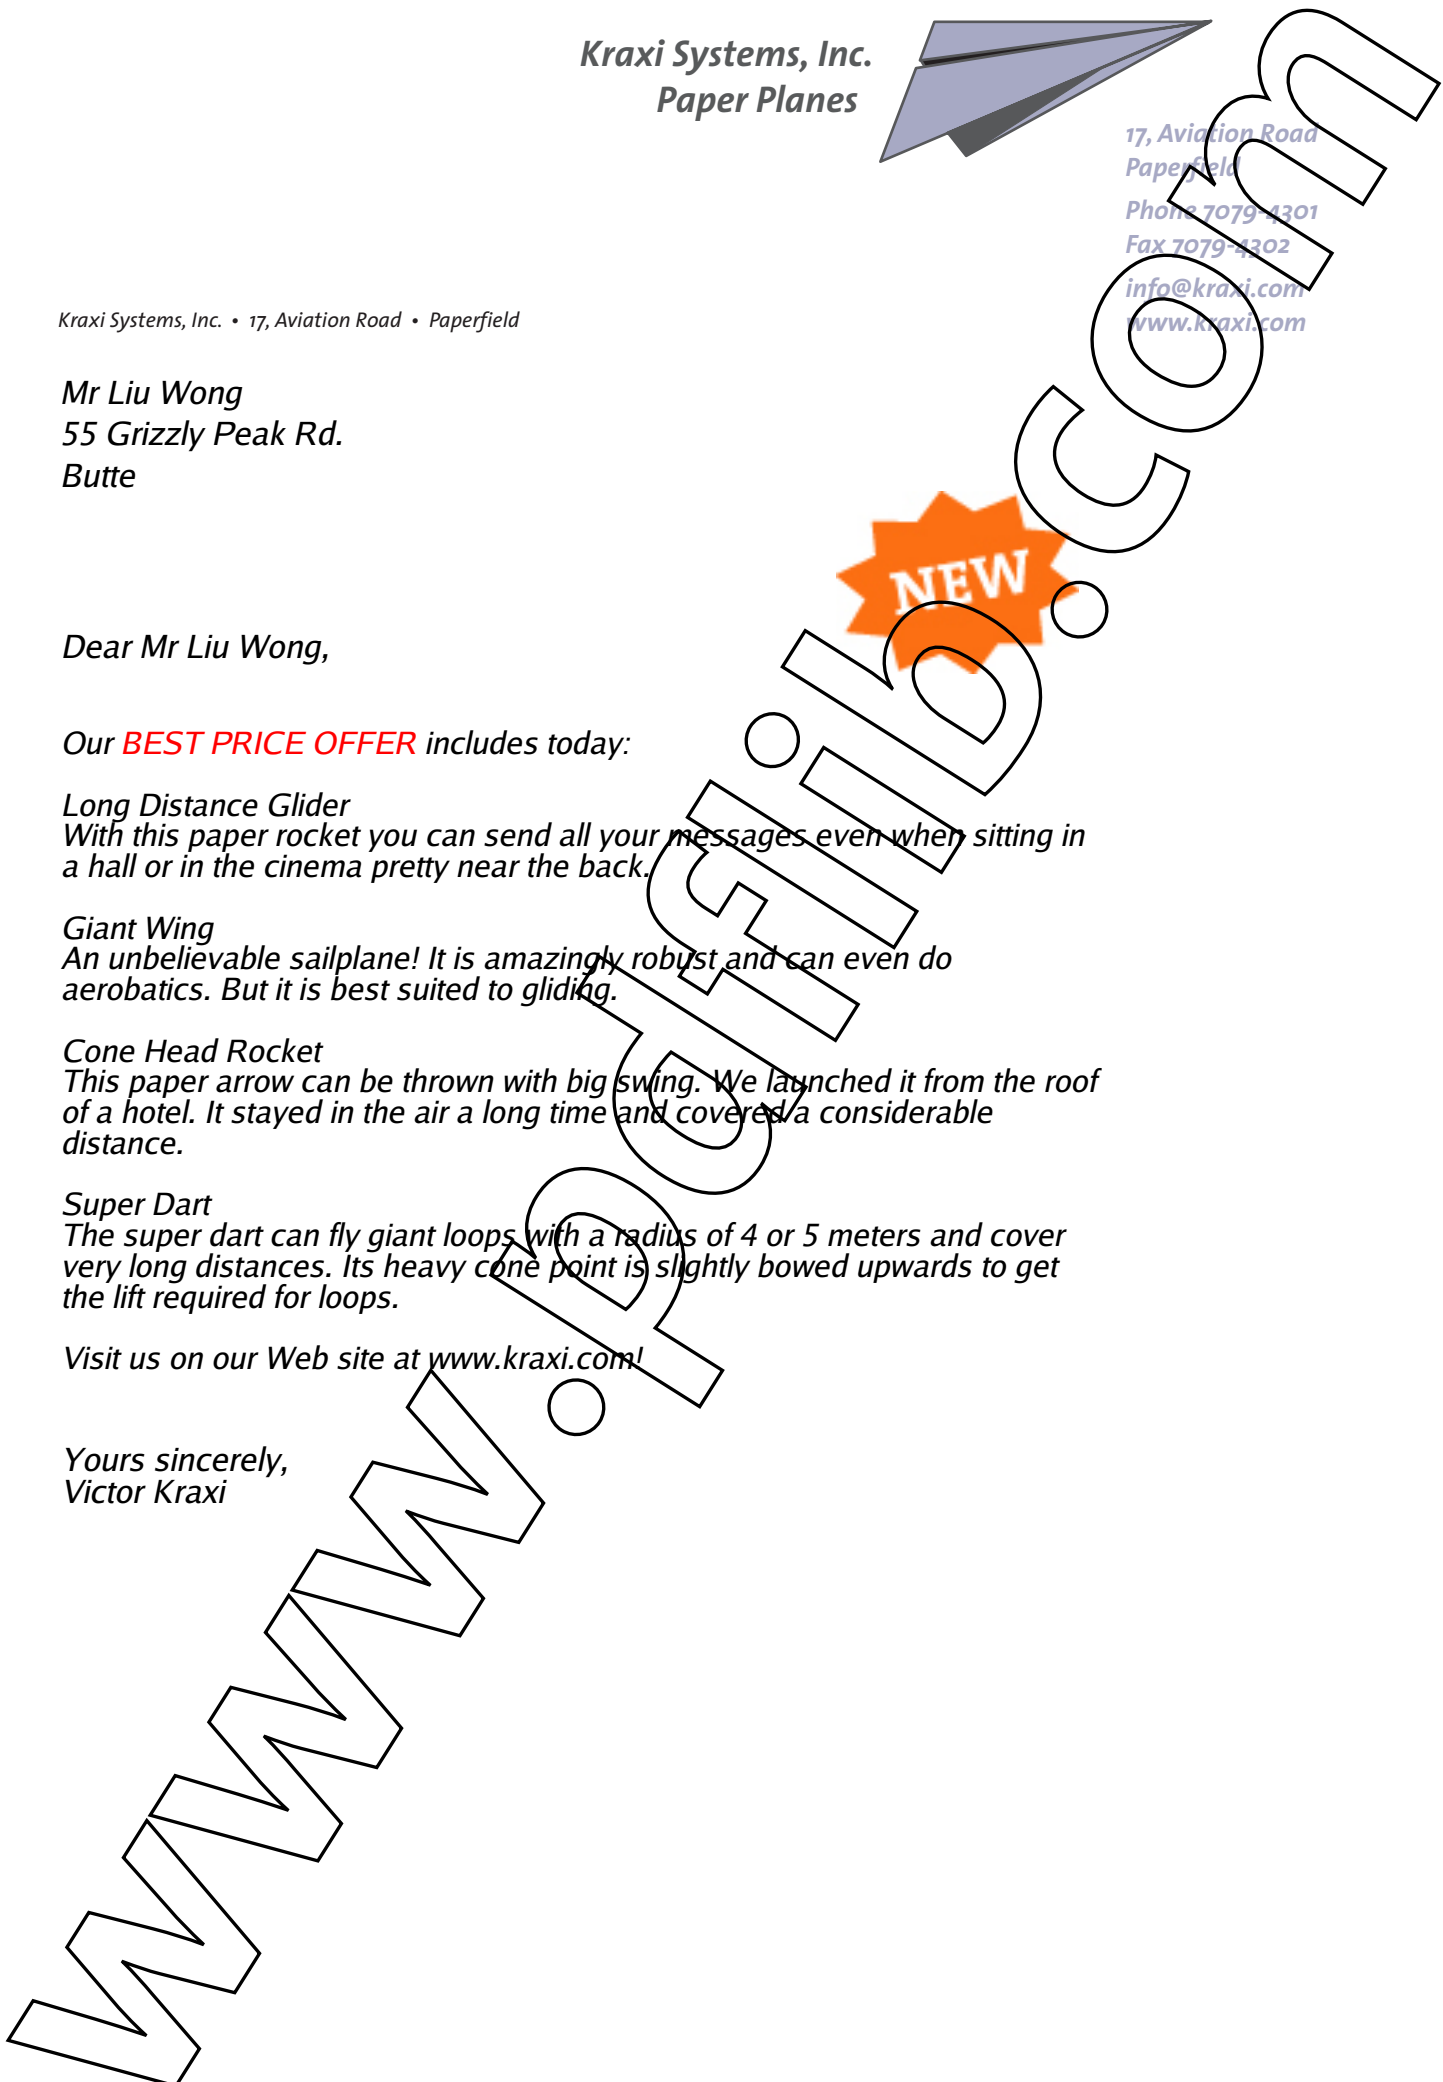 Kraxi Systems, Inc.
Paper Planes
17, Aviation Road
Paperfield
Phone 7079-4301
Fax 7079-4302
info@kraxi.com
www.kraxi.com
Kraxi Systems, Inc. • 17, Aviation Road • Paperfield
Mr Liu Wong
55 Grizzly Peak Rd.
Butte
NEW
Dear Mr Liu Wong,
Our BEST PRICE OFFER includes today:
Long Distance Glider
With this paper rocket you can send all your messages even when sitting in
a hall or in the cinema pretty near the back.
Giant Wing
An unbelievable sailplane! It is amazingly robust and can even do
aerobatics. But it is best suited to gliding.
Cone Head Rocket
This paper arrow can be thrown with big swing. We launched it from the roof
of a hotel. It stayed in the air a long time and covered a considerable
distance.
Super Dart
The super dart can fly giant loops with a radius of 4 or 5 meters and cover
very long distances. Its heavy cone point is slightly bowed upwards to get
the lift required for loops.
Visit us on our Web site at www.kraxi.com!
Yours sincerely,
Victor Kraxi
www.pdflib.com